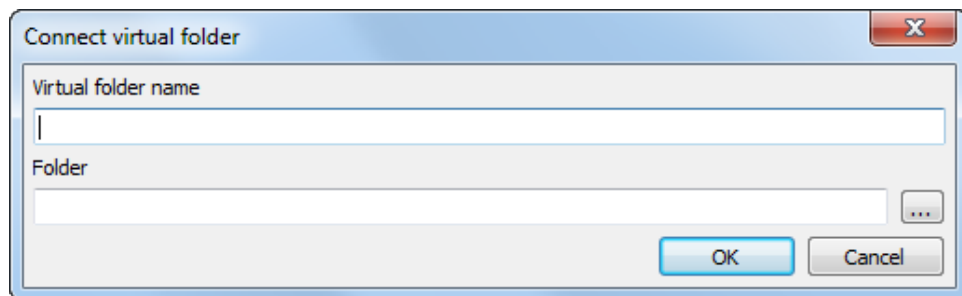 Connect virtual folder
Virtual folder name
Folder
...
OK Cancel